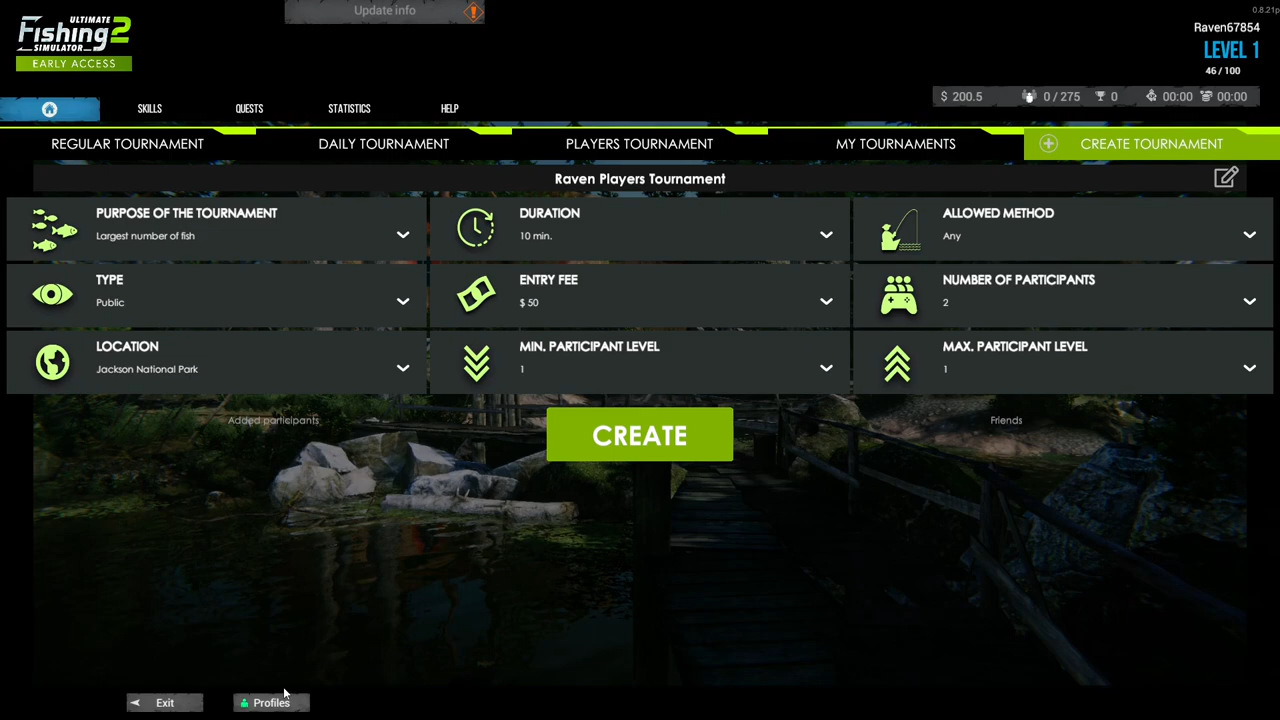 Update info
0.8.21p
ULTIMATE
Fishing 2
SIMULATOR
EARLY ACCESS
Raven67854
LEVEL 1
46 / 100
$ 200.5
0 / 275
0
00:00
00:00
SKILLS
QUESTS
STATISTICS
HELP
REGULAR TOURNAMENT
DAILY TOURNAMENT
PLAYERS TOURNAMENT
MY TOURNAMENTS
CREATE TOURNAMENT
Raven Players Tournament
PURPOSE OF THE TOURNAMENT
Largest number of fish
DURATION
10 min.
ALLOWED METHOD
Any
TYPE
Public
ENTRY FEE
$ 50
NUMBER OF PARTICIPANTS
2
LOCATION
Jackson National Park
MIN. PARTICIPANT LEVEL
1
MAX. PARTICIPANT LEVEL
1
Added participants
CREATE
Friends
Exit
Profiles